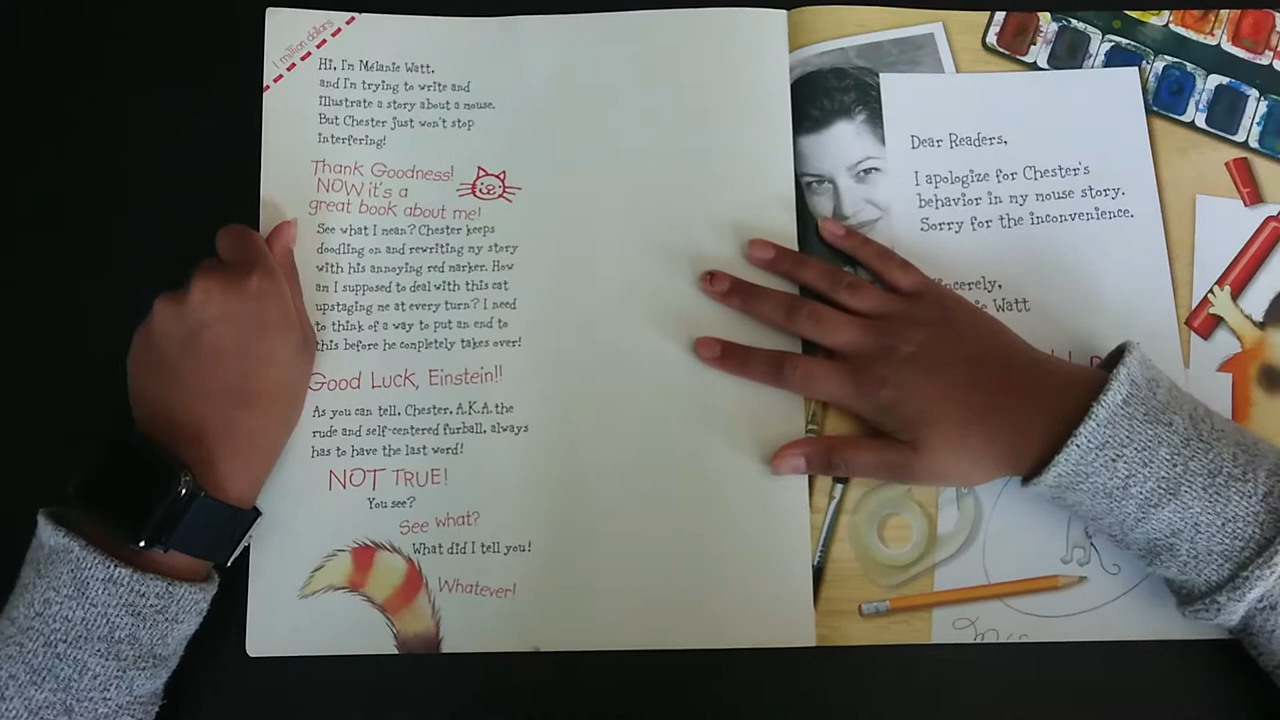 1 million dollars
Hi, I'm Mélanie Watt,
and I'm trying to write and
illustrate a story about a mouse.
But Chester just won't stop
interfering!
Thank Goodness!
NOW it's a
great book about me!
See what I mean? Chester keeps
doodling on and rewriting my story
with his annoying red marker. How
am I supposed to deal with this cat
upstaging me at every turn? I need
to think of a way to put an end to
this before he completely takes over!
Good Luck, Einstein!!
As you can tell, Chester, A.K.A. the
rude and self-centered furball, always
has to have the last word!
NOT TRUE!
You see?
See what?
What did I tell you!
Whatever!
Dear Readers,
I apologize for Chester's
behavior in my mouse story.
Sorry for the inconvenience.
Watt